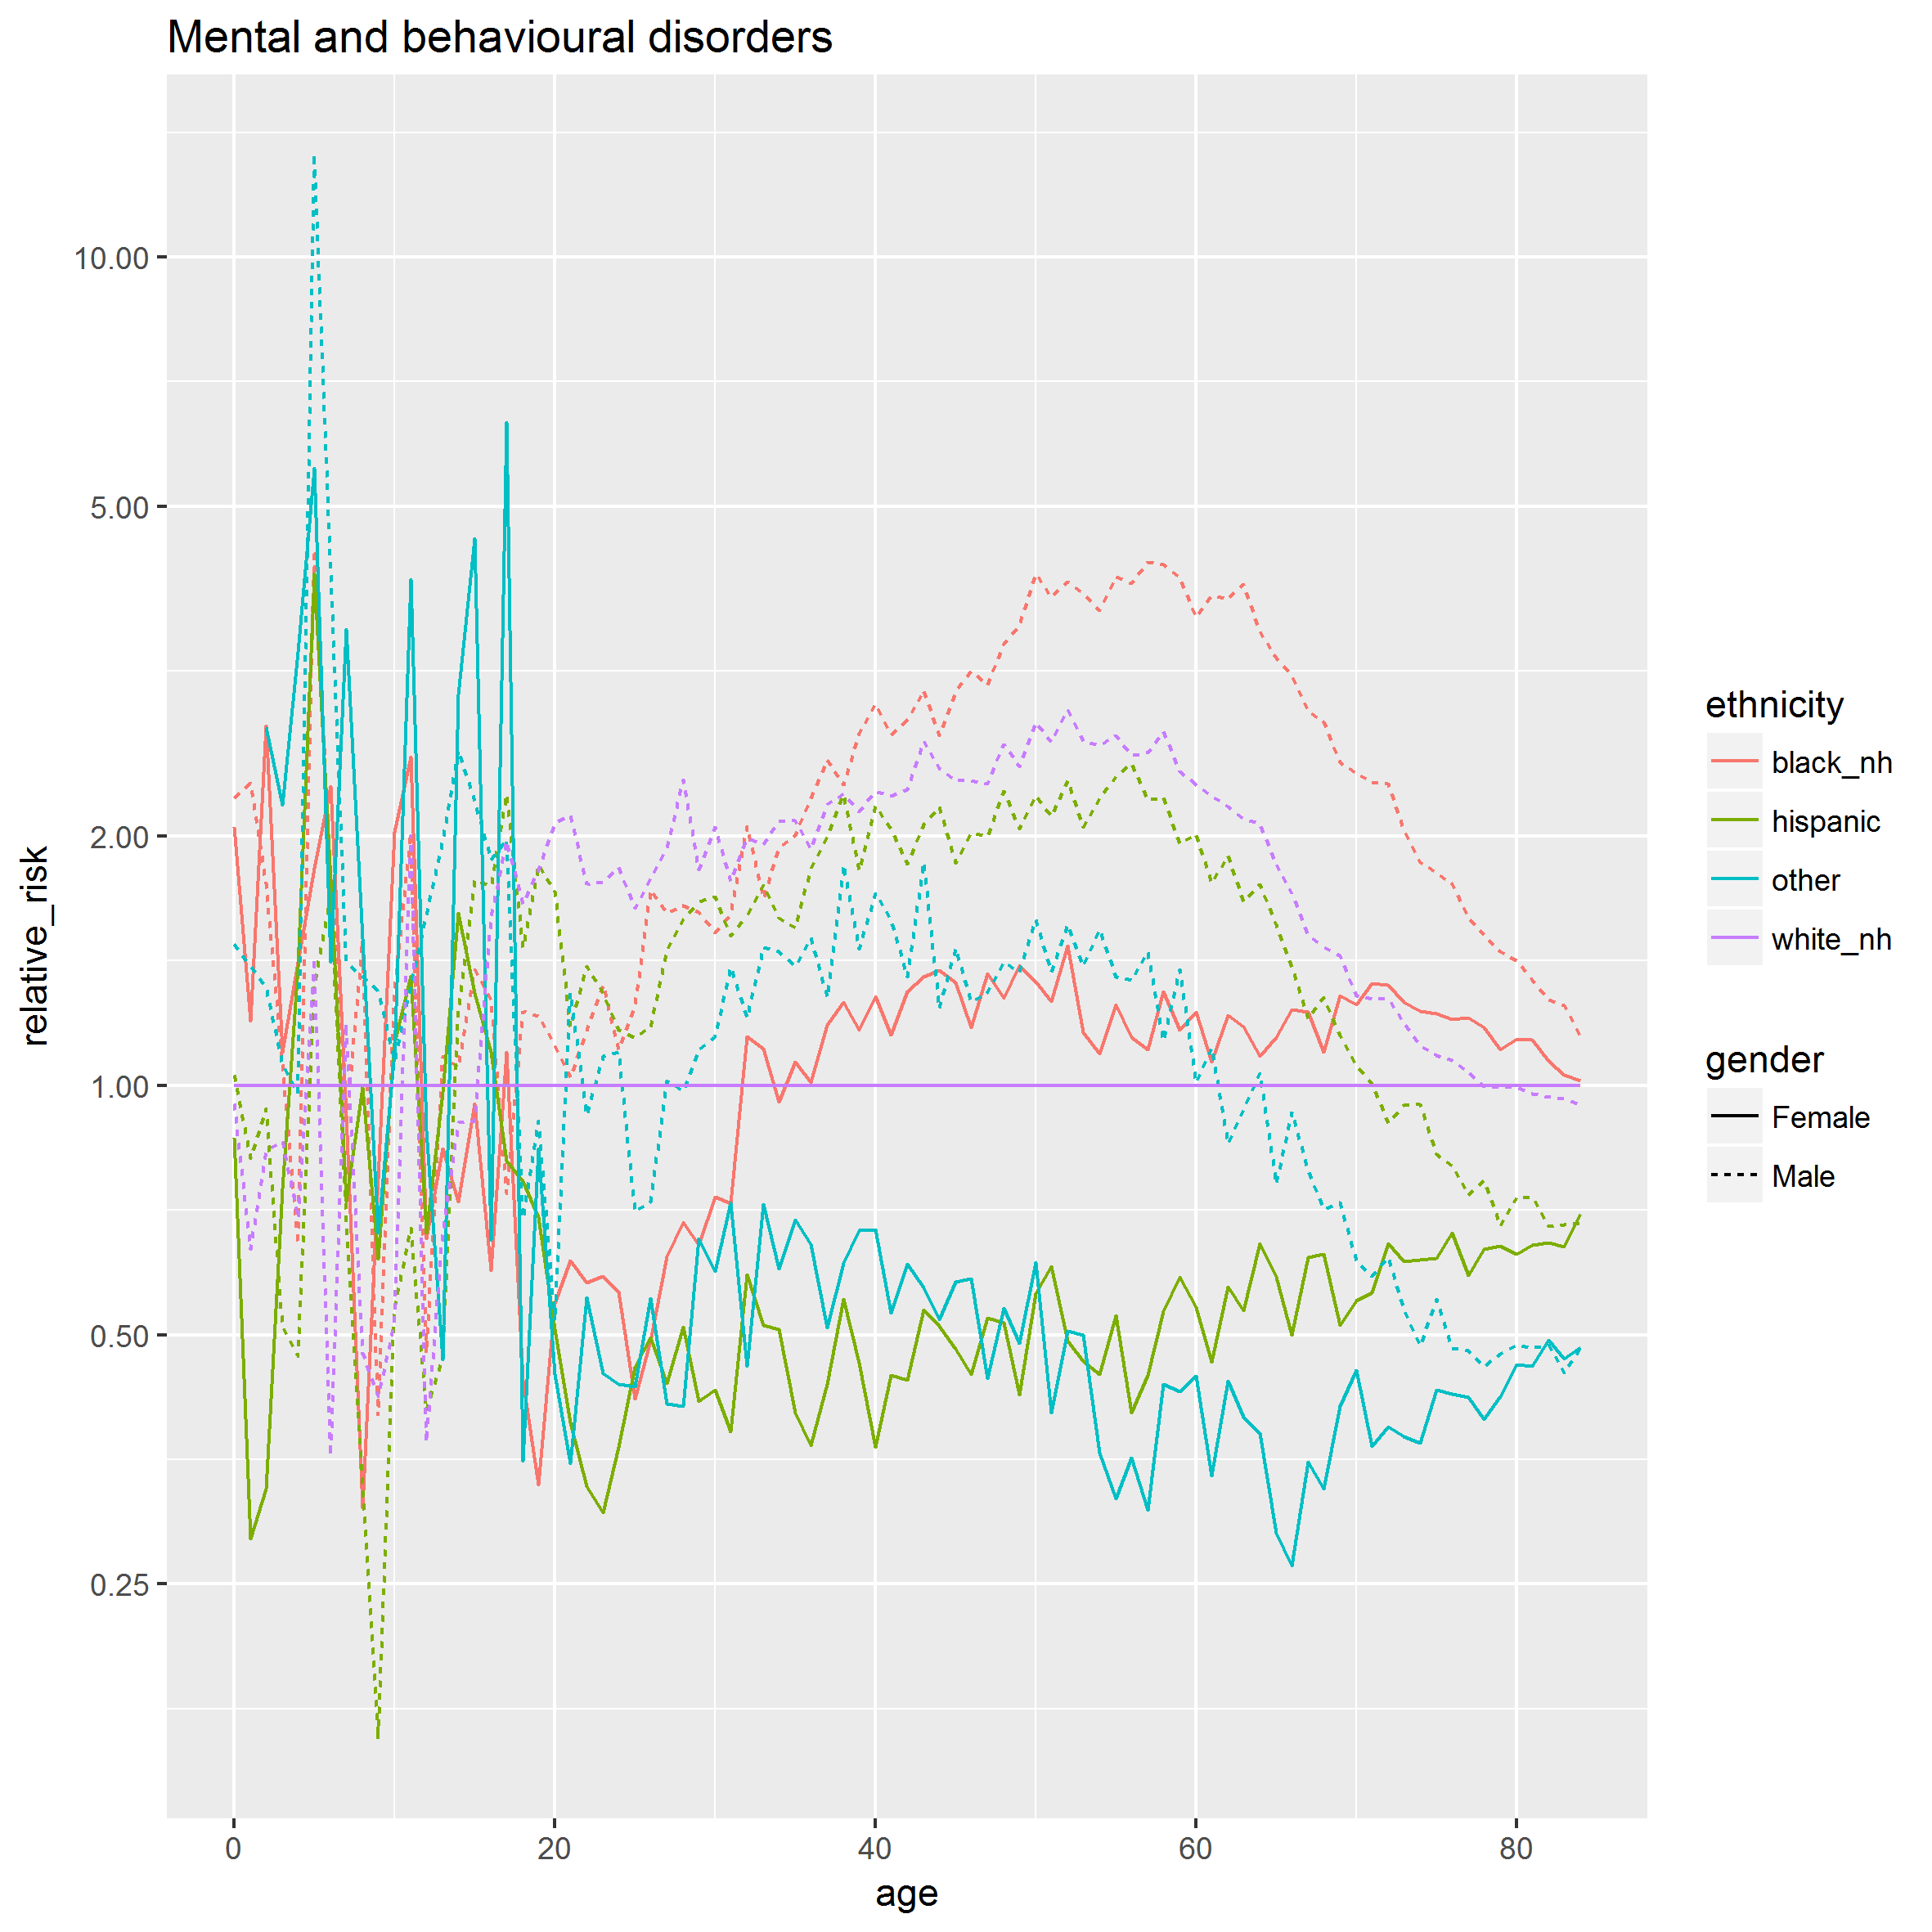 Mental and behavioural disorders
relative_risk
10.00
5.00
2.00
1.00
0.50
0.25
0
20
40
60
80
age
ethnicity
black_nh
hispanic
other
white_nh
gender
Female
Male